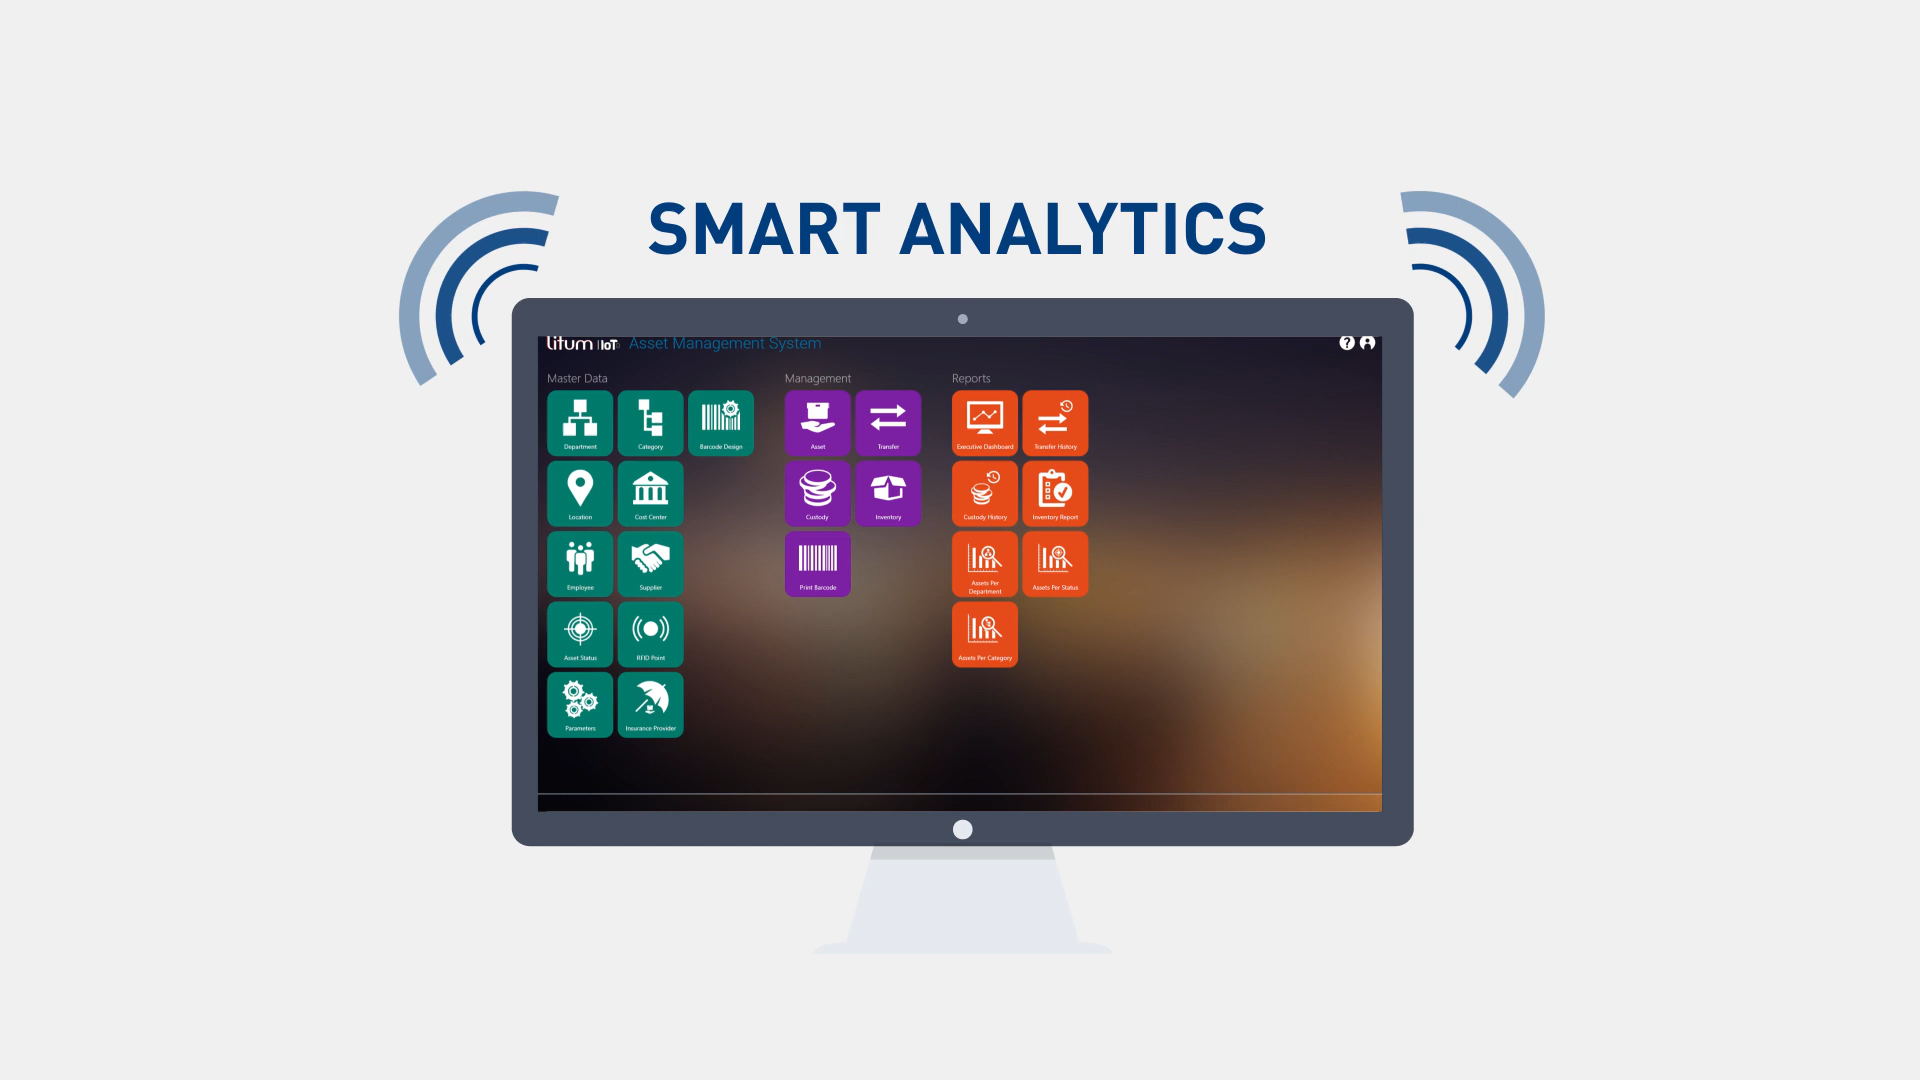 SMART ANALYTICS
litum IoT Asset Management System
Master Data
Management
Reports
Department
Category
Barcode Design
Asset
Transfer
Executive Dashboard
Transfer History
Location
Cost Center
Custody
Inventory
Custody History
Inventory Report
Employee
Supplier
Print Barcode
Assets Per
Department
Assets Per Status
Asset Status
RFID Point
Assets Per Category
Parameters
Insurance Provider